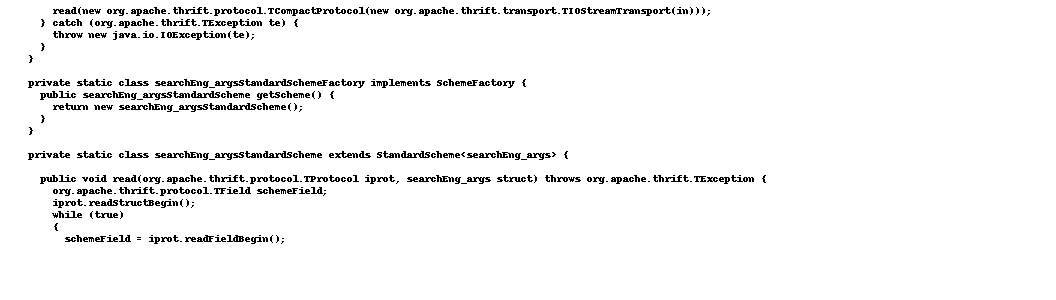 read(new org.apache.thrift.protocol.TCompactProtocol(new org.apache.thrift.transport.TIOStreamTransport(in)));
} catch (org.apache.thrift.TException te) {
throw new java.io.IOException(te);
}
}
private static class searchEng_argsStandardSchemeFactory implements SchemeFactory {
public searchEng_argsStandardScheme getScheme() {
return new searchEng_argsStandardScheme();
}
}
private static class searchEng_argsStandardScheme extends StandardScheme<searchEng_args> {
public void read(org.apache.thrift.protocol.TProtocol iprot, searchEng_args struct) throws org.apache.thrift.TException {
org.apache.thrift.protocol.TField schemeField;
iprot.readStructBegin();
while (true)
{
schemeField = iprot.readFieldBegin();